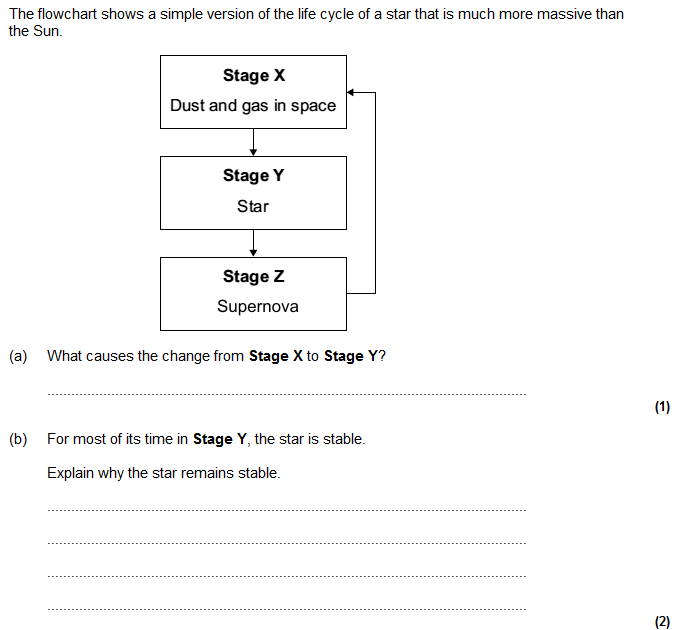 The flowchart shows a simple version of the life cycle of a star that is much more massive than
the Sun.
Stage X
Dust and gas in space
Stage Y
Star
Stage Z
Supernova
(a) What causes the change from Stage X to Stage Y?
(1)
(b) For most of its time in Stage Y, the star is stable.
Explain why the star remains stable.
(2)